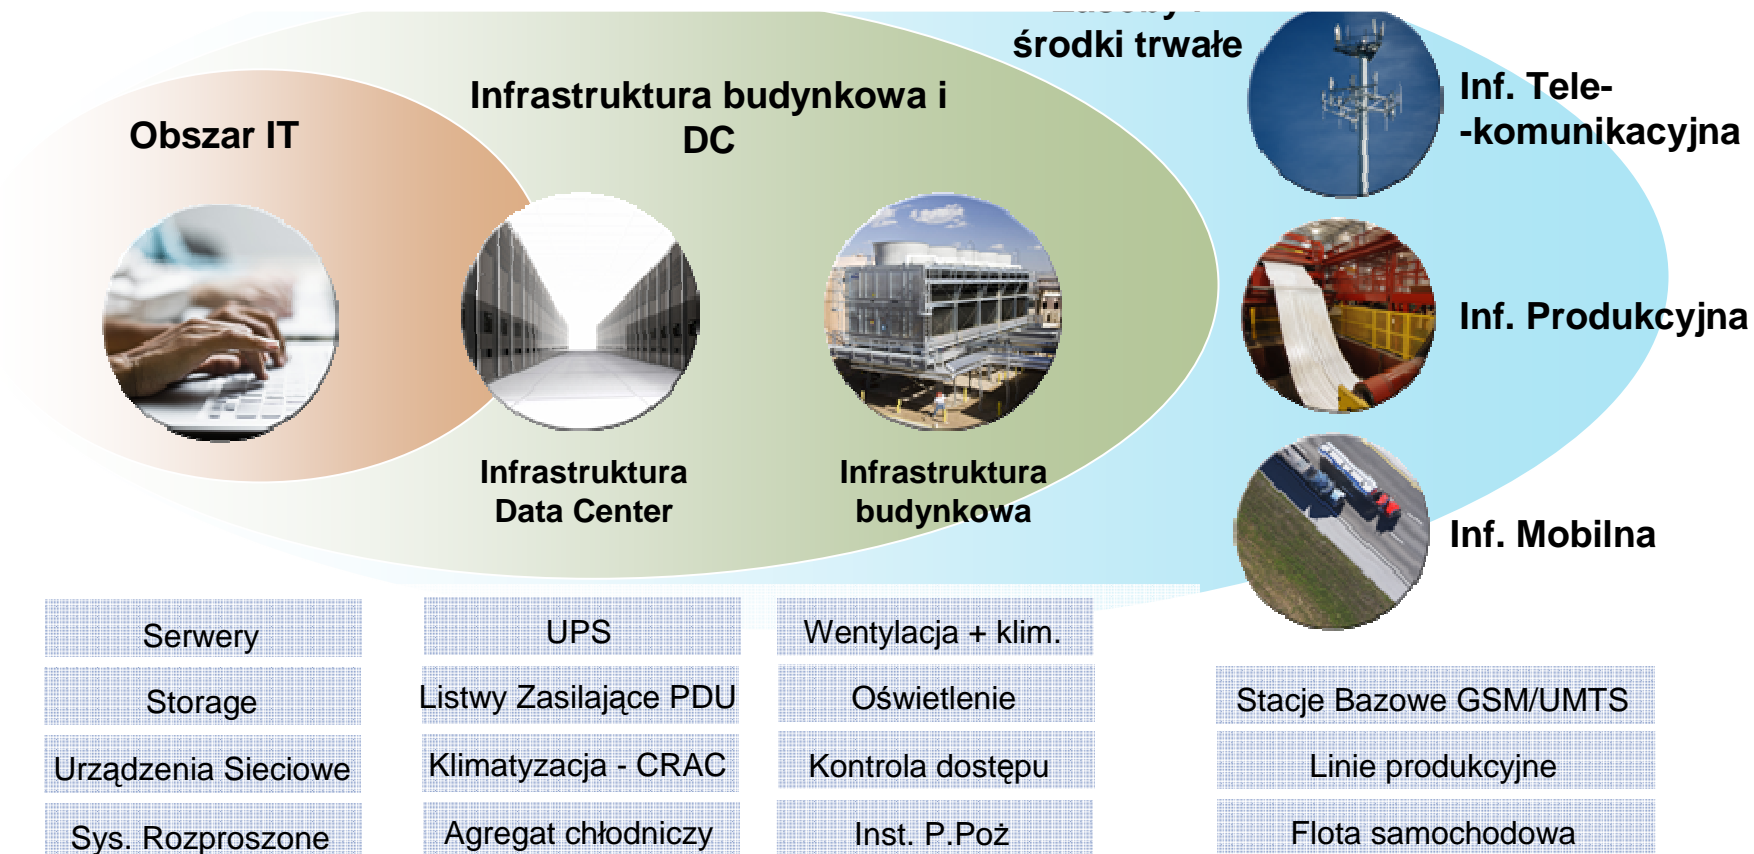 środki trwałe
Infrastruktura budynkowa i
DC
Obszar IT
Inf. Tele-
-komunikacyjna
Inf. Produkcyjna
Infrastruktura
Data Center
Infrastruktura
budynkowa
Inf. Mobilna
Serwery
Storage
Urządzenia Sieciowe
Sys. Rozproszone
UPS
Listwy Zasilające PDU
Klimatyzacja - CRAC
Agregat chłodniczy
Wentylacja + klim.
Oświetlenie
Kontrola dostępu
Inst. P.Poż
Stacje Bazowe GSM/UMTS
Linie produkcyjne
Flota samochodowa